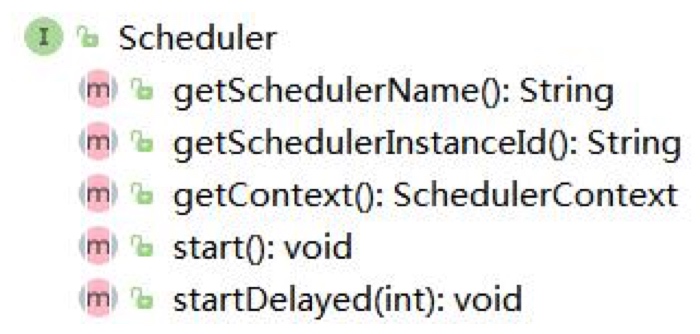 I Scheduler
m getSchedulerName(): String
m getSchedulerInstanceId(): String
m getContext(): SchedulerContext
m start(): void
m startDelayed(int): void